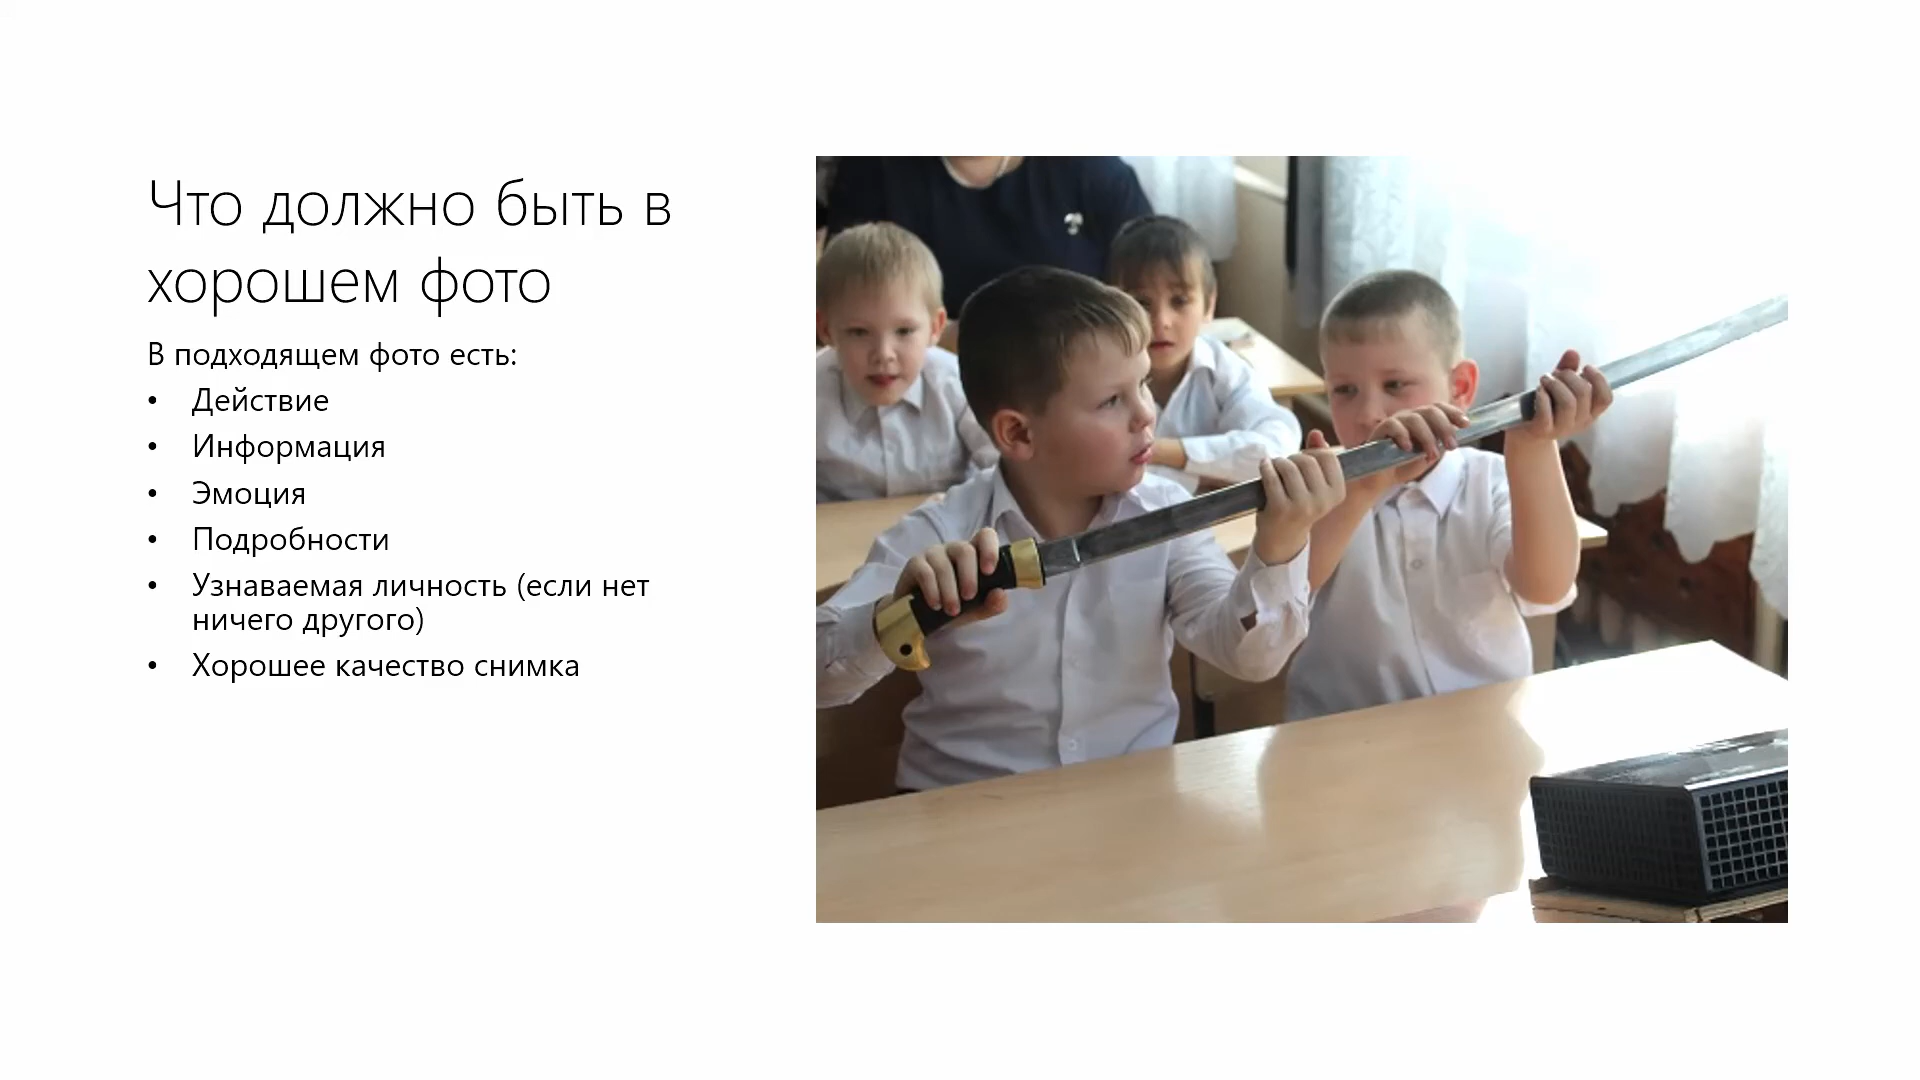 Что должно быть в
хорошем фото
В подходящем фото есть:
• Действие
• Информация
• Эмоция
• Подробности
• Узнаваемая личность (если нет
ничего другого)
• Хорошее качество снимка